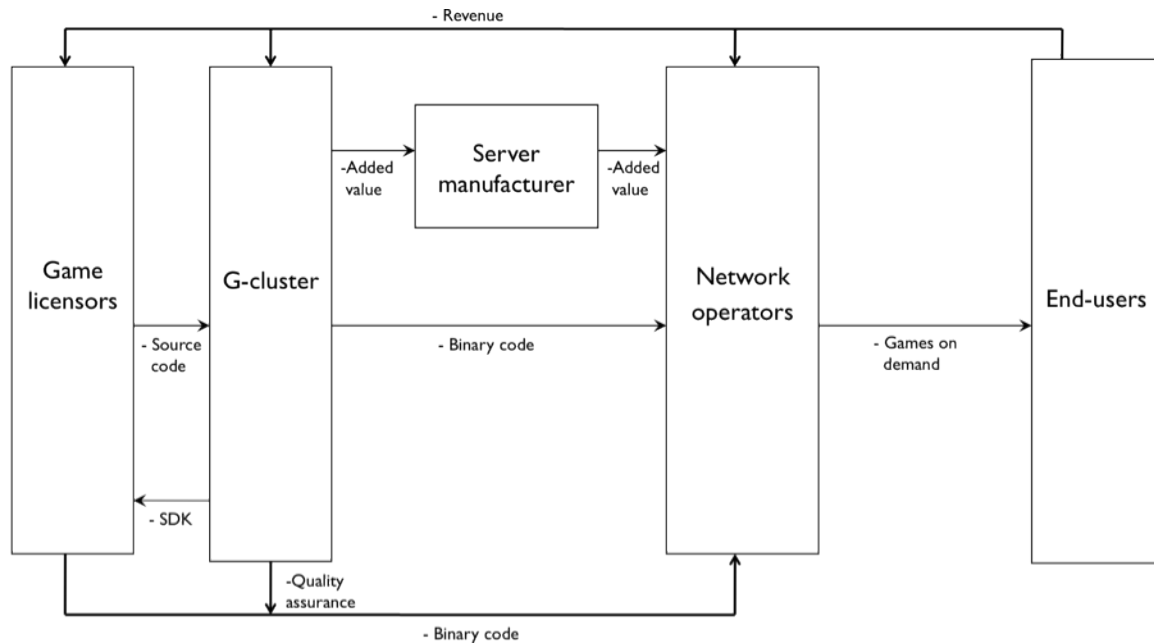 - Revenue
Game
licensors
G-cluster
-Added
value
Server
manufacturer
-Added
value
Network
operators
End-users
- Source
code
- Binary code
- Games on
demand
- SDK
-Quality
assurance
- Binary code